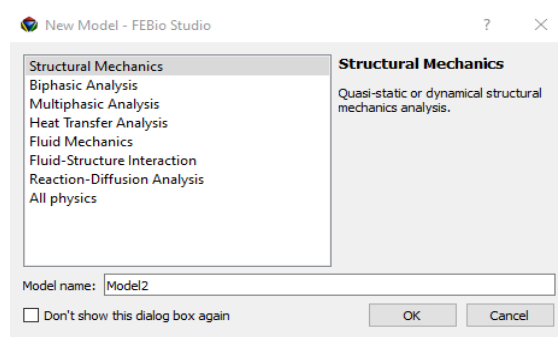 New Model - FEBio Studio ? ×
Structural Mechanics
Biphasic Analysis
Multiphasic Analysis
Heat Transfer Analysis
Fluid Mechanics
Fluid-Structure Interaction
Reaction-Diffusion Analysis
All physics
Structural Mechanics
Quasi-static or dynamical structural
mechanics analysis.
Model name: Model2
Don't show this dialog box again
OK
Cancel